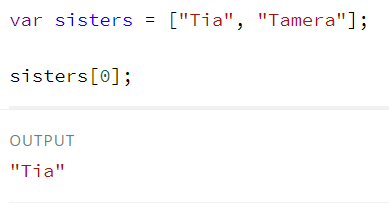 var sisters = ["Tia", "Tamera"];
sisters[0];
OUTPUT
"Tia"